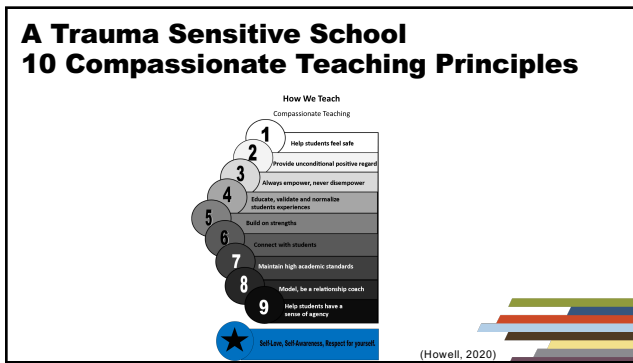 A Trauma Sensitive School
10 Compassionate Teaching Principles
How We Teach
Compassionate Teaching
1
Help students feel safe
2
Provide unconditional positive regard
3
Always empower, never disempower
4
Educate, validate and normalize
students experiences
5
Build on strengths
6
Connect with students
7
Maintain high academic standards
8
Model, be a relationship coach
9
Help students have a
sense of agency
Self-Love, Self-Awareness, Respect for yourself.
(Howell, 2020)